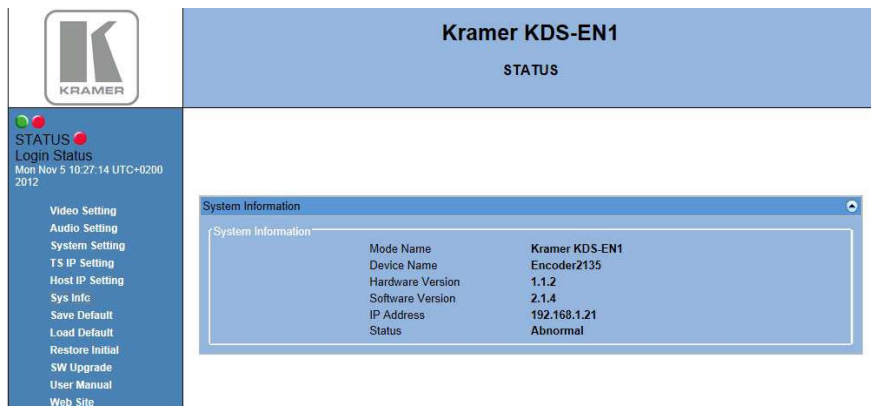 KRAMER
Kramer KDS-EN1
STATUS
STATUS
Login Status
Mon Nov 5 10:27:14 UTC+0200
2012
Video Setting
Audio Setting
System Setting
TS IP Setting
Host IP Setting
Sys Info
Save Default
Load Default
Restore Initial
SW Upgrade
User Manual
Web Site
System Information
System Information
Mode Name Kramer KDS-EN1
Device Name Encoder2135
Hardware Version 1.1.2
Software Version 2.1.4
IP Address 192.168.1.21
Status Abnormal